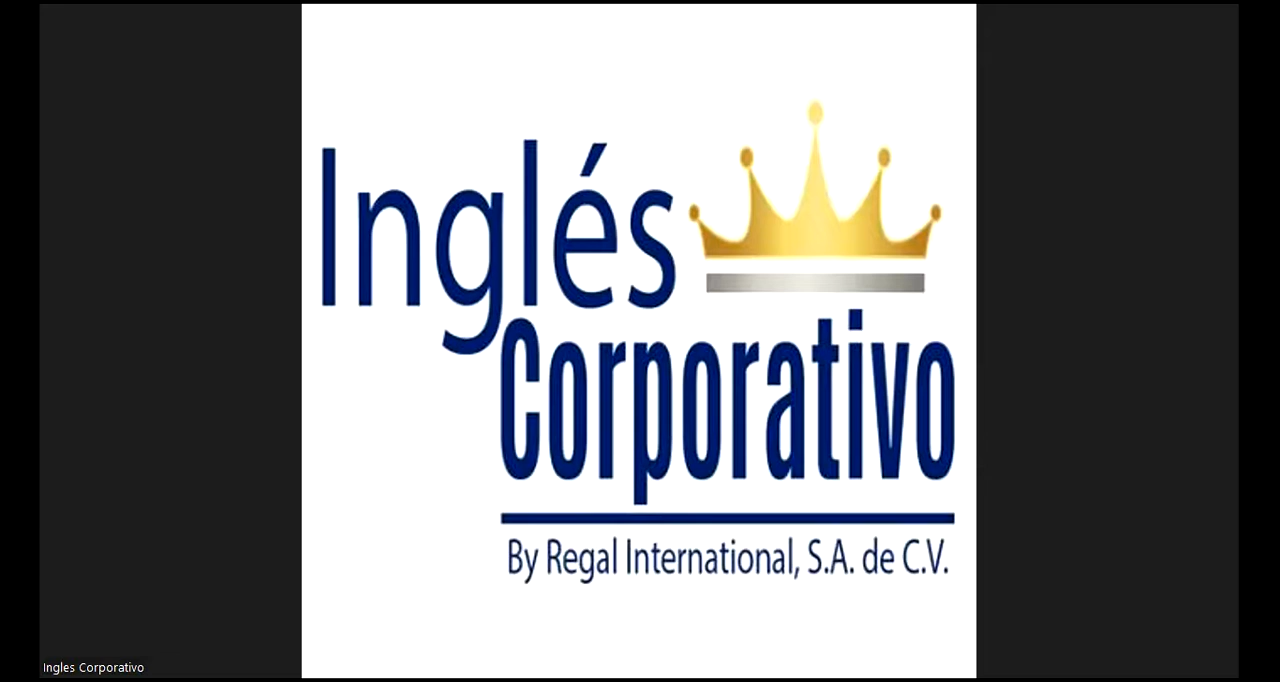 Inglés
Corporativo
By Regal International, S.A. de C.V.
Ingles Corporativo